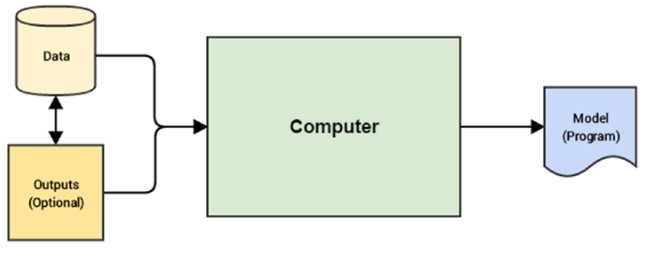 Data
Outputs
(Optional)
Computer
Model
(Program)